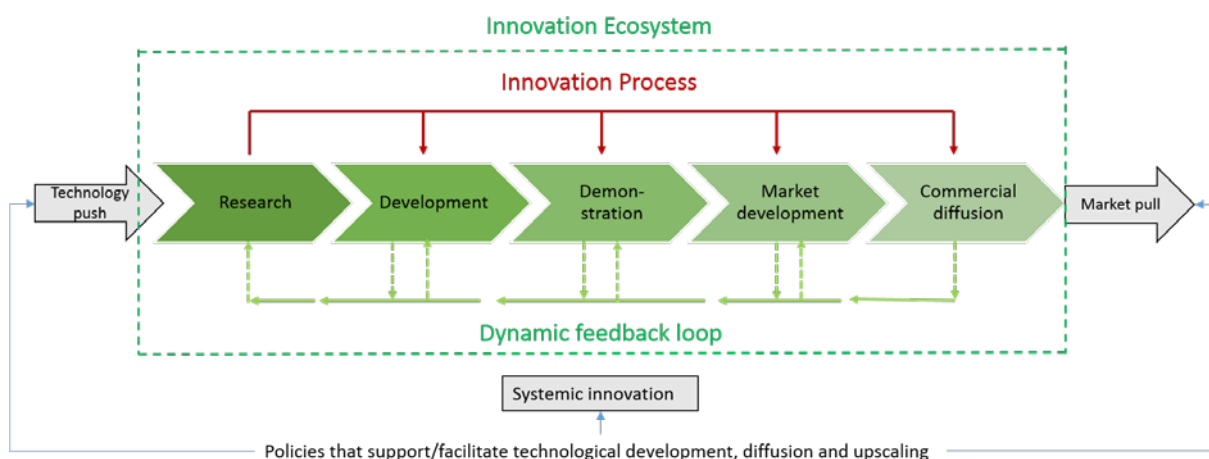 Innovation Ecosystem
Innovation Process
Technology
push
Research
Development
Demon-
stration
Market
development
Commercial
diffusion
Market pull
Dynamic feedback loop
Systemic innovation
Policies that support/facilitate technological development, diffusion and upscaling